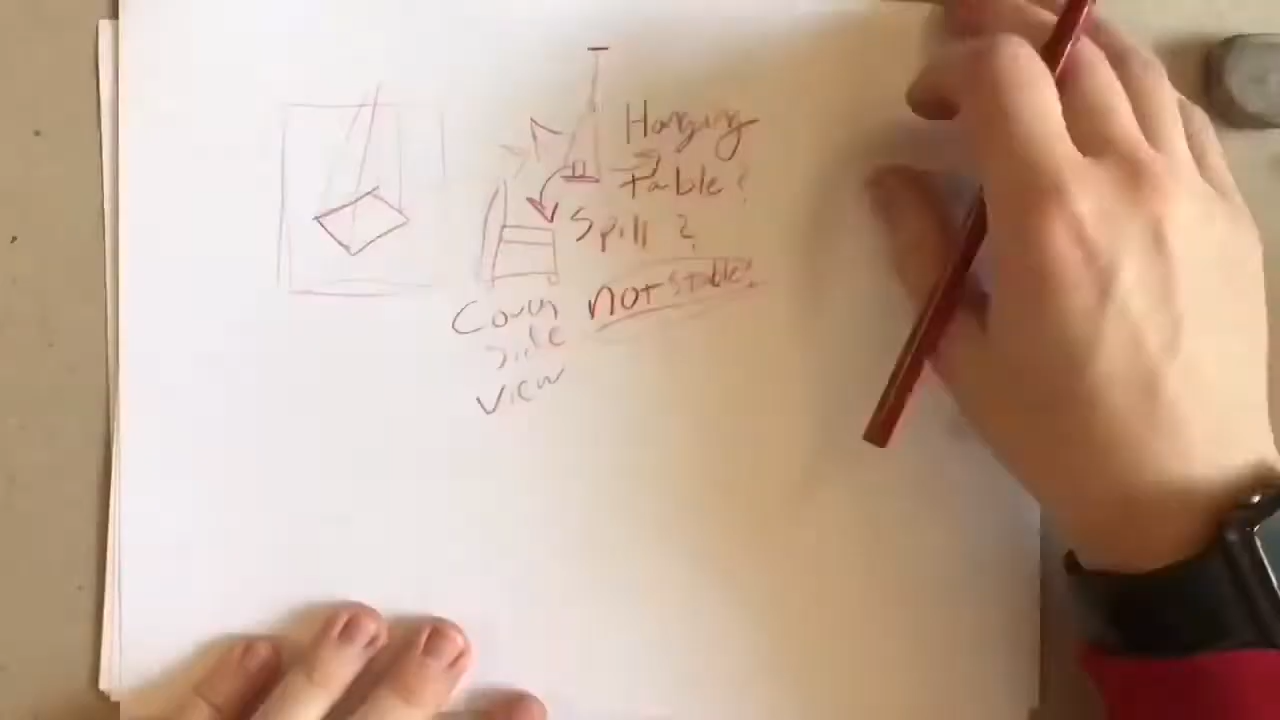 Hanging
table?
Spill?
not stable!
Couch
side
view